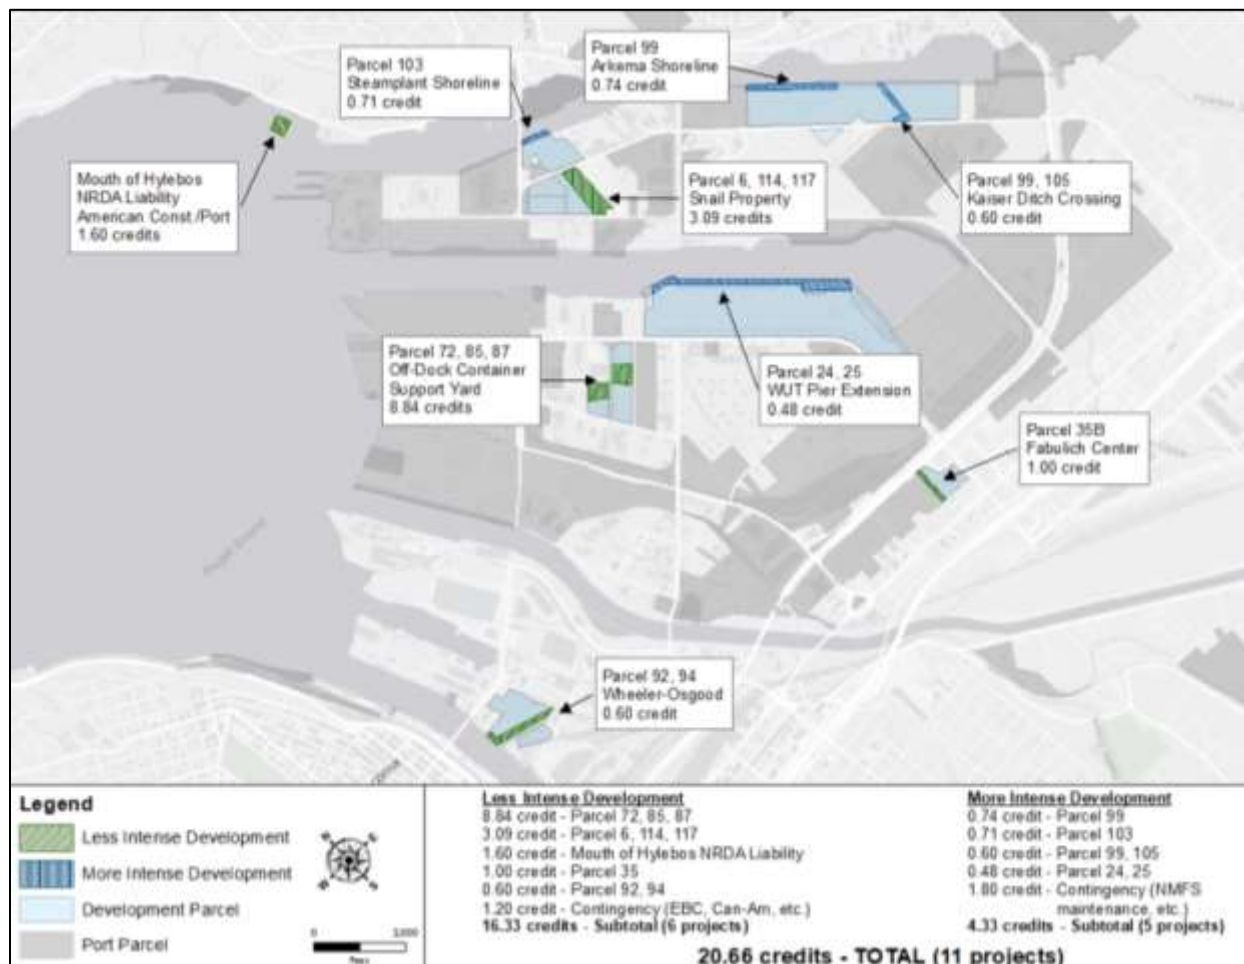 Parcel 99
Arkema Shoreline
0.74 credit
Parcel 103
Steamplant Shoreline
0.71 credit
Mouth of Hylebos
NRDA Liability
American Const./Port
1.60 credits
Parcel 6, 114, 117
Snail Property
3.09 credits
Parcel 99, 105
Kaiser Ditch Crossing
0.60 credit
Parcel 72, 85, 87
Off-Dock Container
Support Yard
8.84 credits
Parcel 24, 25
WUT Pier Extension
0.48 credit
Parcel 35B
Fabulich Center
1.00 credit
Parcel 92, 94
Wheeler-Osgood
0.60 credit
Legend
Less Intense Development
More Intense Development
Development Parcel
Port Parcel
Less Intense Development
8.84 credit - Parcel 72, 85, 87
3.09 credit - Parcel 6, 114, 117
1.60 credit - Mouth of Hylebos NRDA Liability
1.00 credit - Parcel 35
0.60 credit - Parcel 92, 94
1.20 credit - Contingency (EBC, Can-Am, etc.)
16.33 credits - Subtotal (6 projects)
More Intense Development
0.74 credit - Parcel 99
0.71 credit - Parcel 103
0.60 credit - Parcel 99, 105
0.48 credit - Parcel 24, 25
1.80 credit - Contingency (NMFS
maintenance, etc.)
4.33 credits - Subtotal (5 projects)
20.66 credits - TOTAL (11 projects)